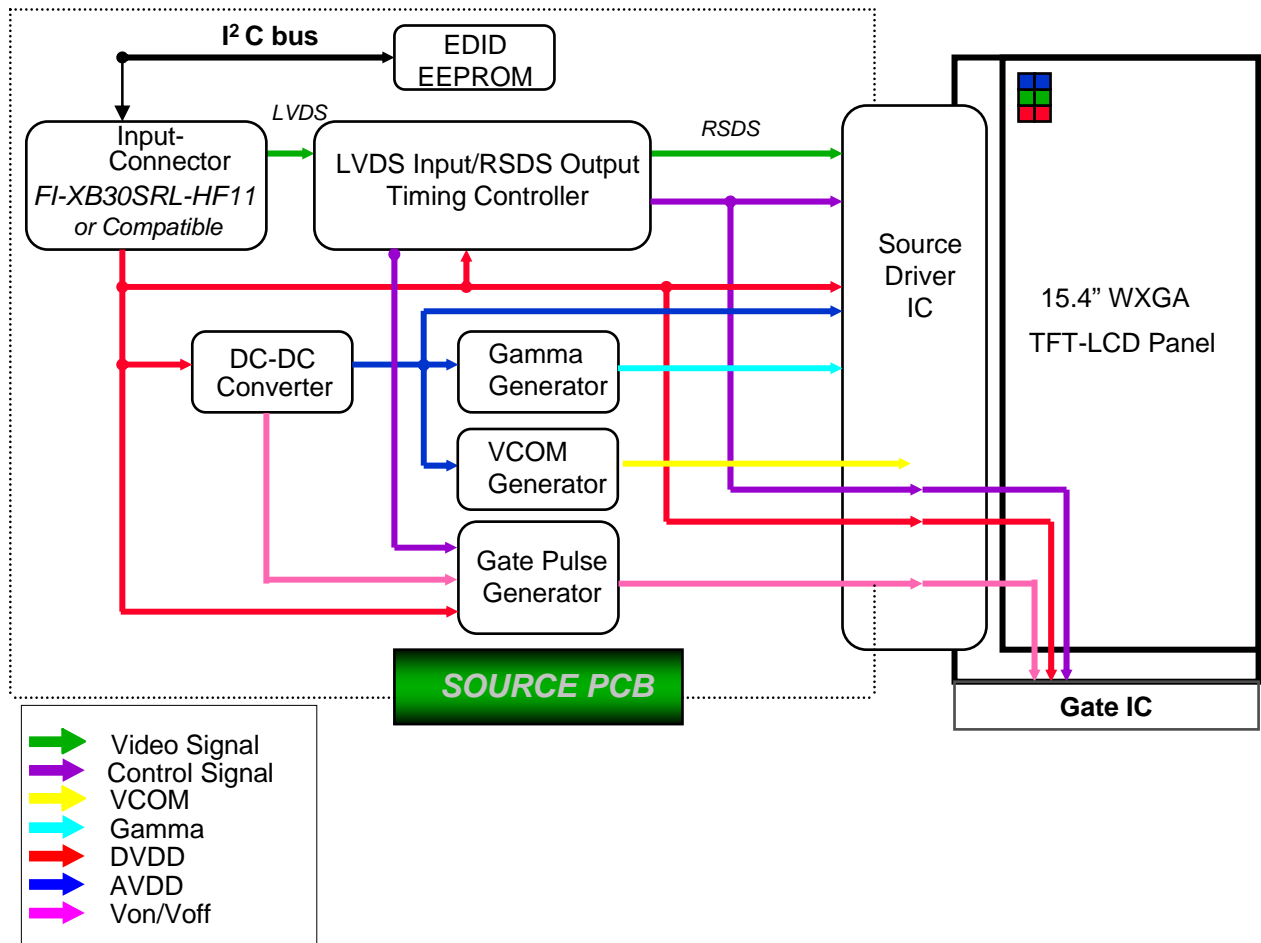 I² C bus
EDID
EEPROM
LVDS
RSDS
Input-
Connector
FI-XB30SRL-HF11
or Compatible
LVDS Input/RSDS Output
Timing Controller
Source
Driver
IC
15.4” WXGA
TFT-LCD Panel
DC-DC
Converter
Gamma
Generator
VCOM
Generator
Gate Pulse
Generator
SOURCE PCB
Gate IC
Video Signal
Control Signal
VCOM
Gamma
DVDD
AVDD
Von/Voff